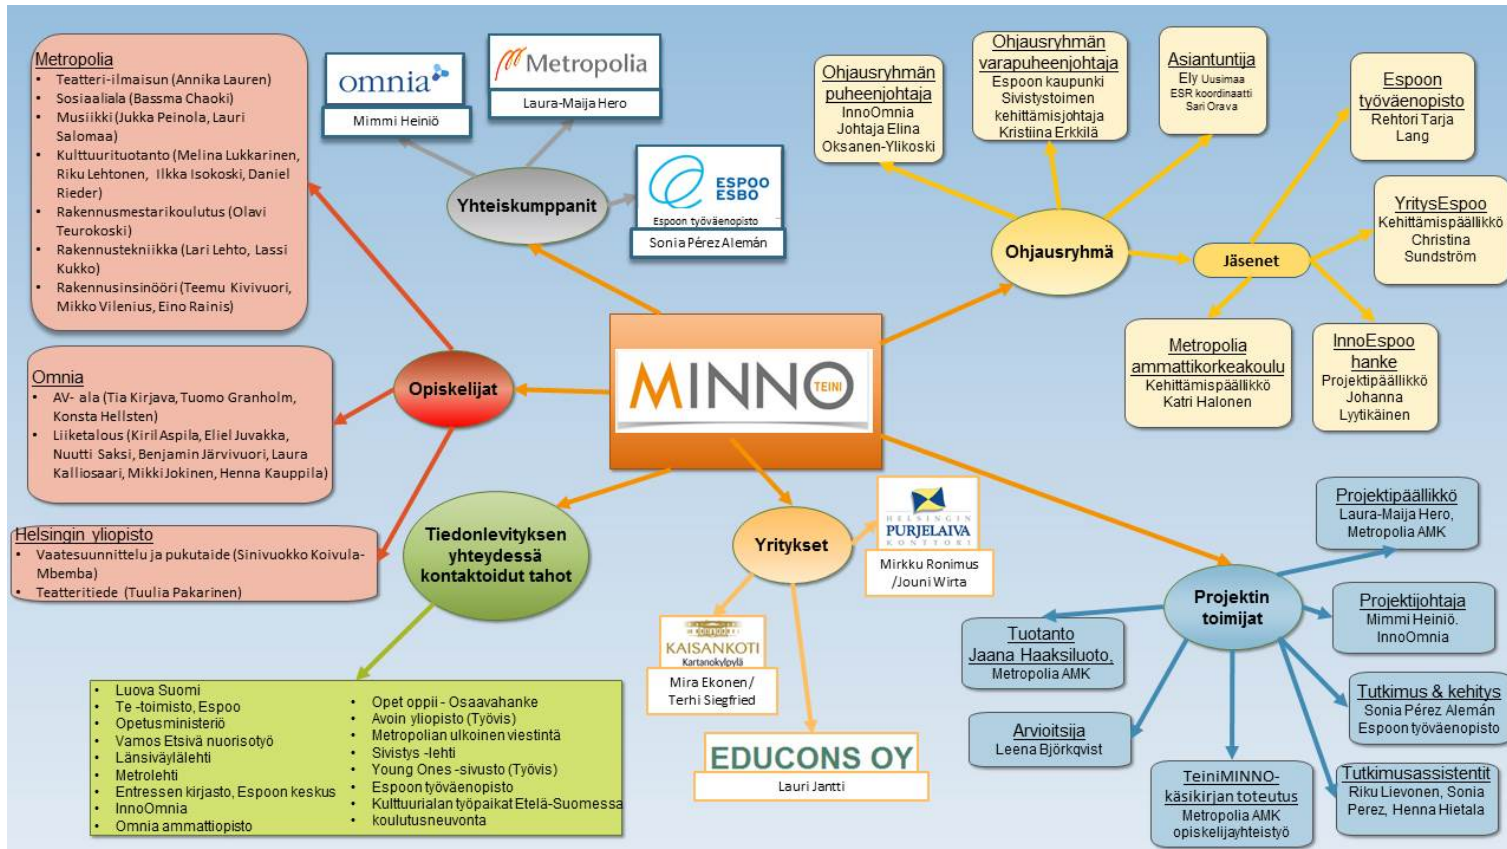 Metropolia
• Teatteri-ilmaisun (Annika Lauren)
• Sosiaaliala (Bassma Chaoki)
• Musiikki (Jukka Peinola, Lauri
Salomaa)
• Kulttuurituotanto (Melina Lukkarinen,
Riku Lehtonen, Ilkka Isokoski, Daniel
Rieder)
• Rakennusmestarikoulutus (Olavi
Teurokoski)
• Rakennustekniikka (Lari Lehto, Lassi
Kukko)
• Rakennusinsinööri (Teemu Kivivuori,
Mikko Vilenius, Eino Rainis)
Omnia
• AV- ala (Tia Kirjava, Tuomo Granholm,
Konsta Hellsten)
• Liiketalous (Kiril Aspila, Eliel Juvakka,
Nuutti Saksi, Benjamin Järvivuori, Laura
Kalliosaari, Mikki Jokinen, Henna Kauppila)
Helsingin yliopisto
• Vaatesuunnittelu ja pukutaide (Sinivuokko Koivula-
Mbemba)
• Teatteritiede (Tuulia Pakarinen)
Opiskelijat
omnia
Mimmi Heiniö
Metropolia
Laura-Maija Hero
Yhteiskumppanit
ESPOO
ESBO
Espoon työväenopisto
Sonia Pérez Alemán
MINNO
TEINI
Ohjausryhmän
puheenjohtaja
InnoOmnia
Johtaja Elina
Oksanen-Ylikoski
Ohjausryhmän
varapuheenjohtaja
Espoon kaupunki
Sivistystoimen
kehittämisjohtaja
Kristiina Erkkilä
Asiantuntija
Ely Uusimaa
ESR koordinaatti
Sari Orava
Espoon
työväenopisto
Rehtori Tarja
Lang
Ohjausryhmä
Jäsenet
YritysEspoo
Kehittämispäällikkö
Christina
Sundström
Metropolia
ammattikorkeakoulu
Kehittämispäällikkö
Katri Halonen
InnoEspoo
hanke
Projektipäällikkö
Johanna
Lyytikäinen
Tiedonlevityksen
yhteydessä
kontaktoidut tahot
• Luova Suomi
• Te -toimisto, Espoo
• Opetusministeriö
• Vamos Etsivä nuorisotyö
• Länsiväylälehti
• Metrolehti
• Entressen kirjasto, Espoon keskus
• InnoOmnia
• Omnia ammattiopisto
• Opet oppii - Osaavahanke
• Avoin yliopisto (Työvis)
• Metropolian ulkoinen viestintä
• Sivistys -lehti
• Young Ones -sivusto (Työvis)
• Espoon työväenopisto
• Kulttuurialan työpaikat Etelä-Suomessa
• koulutusneuvonta
Yritykset
HELSINGIN
PURJELAIVA
KONTTORI
Mirkku Ronimus
/Jouni Wirta
KAISANKOTI
Kartanokylpylä
Mira Ekonen/
Terhi Siegfried
EDUCONS OY
Lauri Jantti
Projektin
toimijat
Projektipäällikkö
Laura-Maija Hero,
Metropolia AMK
Projektijohtaja
Mimmi Heiniö.
InnoOmnia
Tuotanto
Jaana Haaksiluoto,
Metropolia AMK
Tutkimus & kehitys
Sonia Pérez Alemán
Espoon työväenopisto
Arvioitsija
Leena Björkqvist
TeiniMINNO-
käsikirjan toteutus
Metropolia AMK
opiskelijayhteistyö
Tutkimusassistentit
Riku Lievonen, Sonia
Perez, Henna Hietala